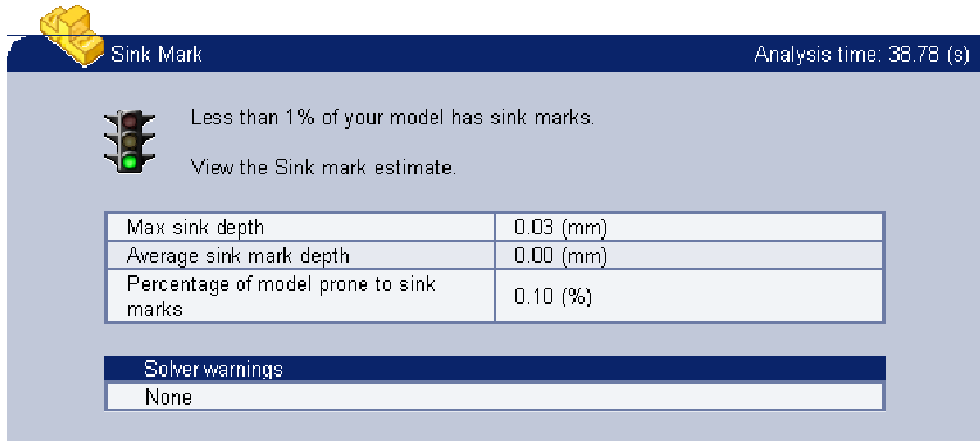 Sink Mark Analysis time: 38.78 (s)
Less than 1% of your model has sink marks.
View the Sink mark estimate.
Max sink depth 0.03 (mm)
Average sink mark depth 0.00 (mm)
Percentage of model prone to sink
marks 0.10 (%)
Solver warnings
None